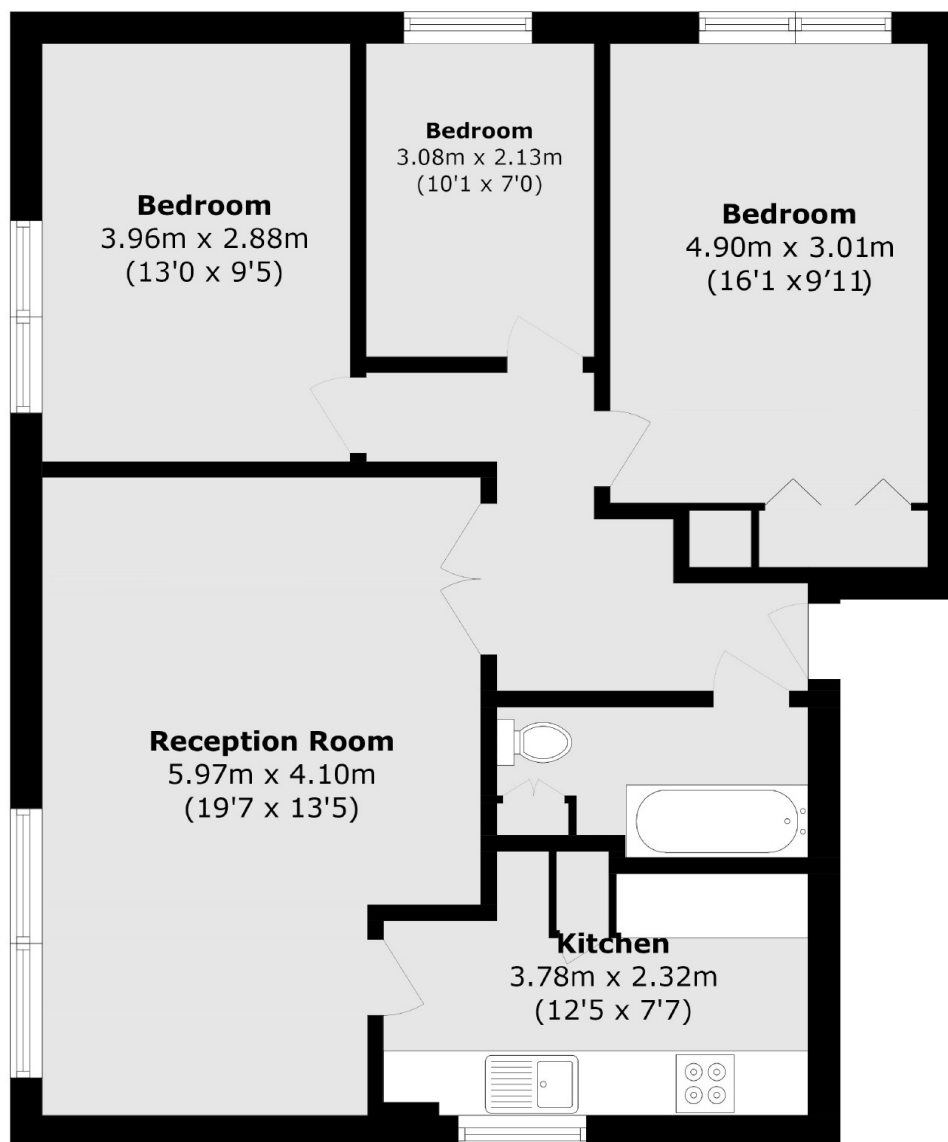 Bedroom
3.08m x 2.13m
(10'1 x 7'0)
Bedroom
3.96m x 2.88m
(13'0 x 9'5)
Bedroom
4.90m x 3.01m
(16'1 x9’11)
Reception Room
5.97m x 4.10m
(19'7 x 13'5)
Kitchen
3.78m x 2.32m
(12'5 x 7'7)